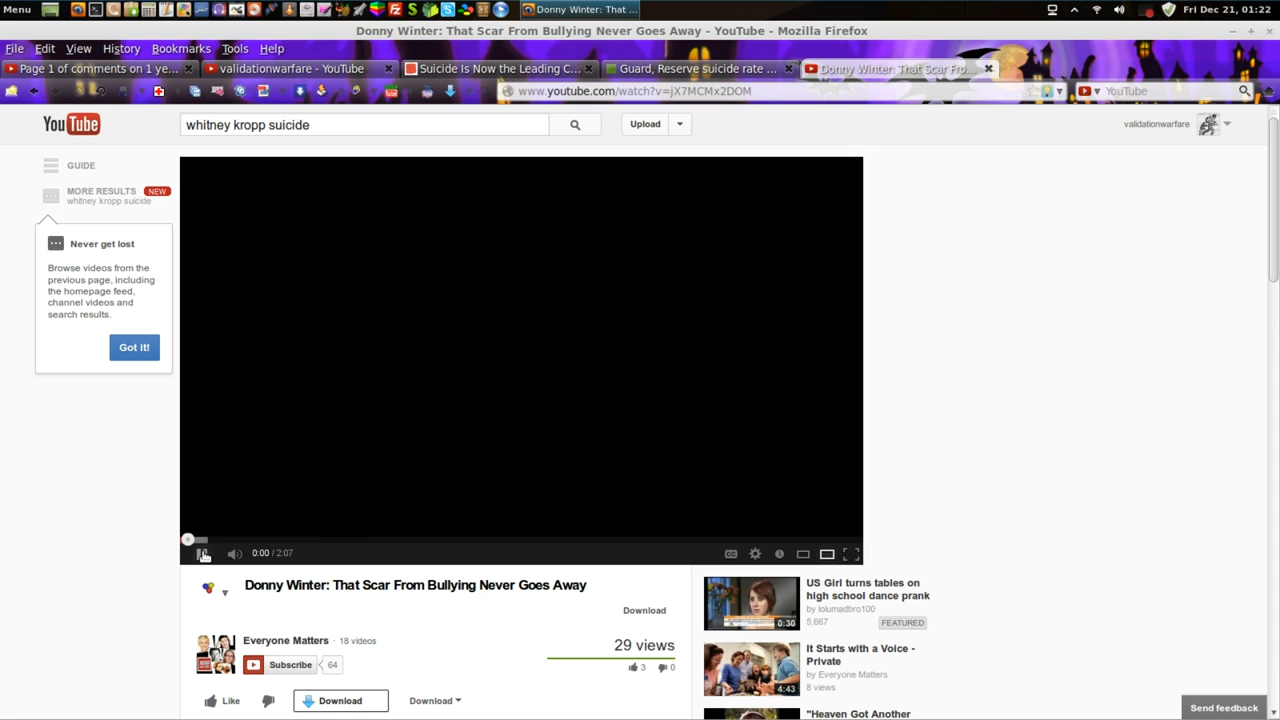 Menu
Donny Winter: That ...
Fri Dec 21, 01:22
Donny Winter: That Scar From Bullying Never Goes Away - YouTube - Mozilla Firefox
File Edit View History Bookmarks Tools Help
Page 1 of comments on 1 ye...
validationwarfare - YouTube
Suicide Is Now the Leading C...
Guard, Reserve suicide rate ...
Donny Winter: That Scar Fro...
www.youtube.com/watch?v=jX7MCMx2DOM
YouTube
YouTube
whitney kropp suicide
Upload
validationwarfare
GUIDE
MORE RESULTS NEW
whitney kropp suicide
Never get lost
Browse videos from the
previous page, including
the homepage feed,
channel videos and
search results.
Got it!
0:00 / 2:07
Donny Winter: That Scar From Bullying Never Goes Away
Download
Everyone Matters · 18 videos
Subscribe 64
29 views
3 0
Like
Download
Download
US Girl turns tables on
high school dance prank
by lolumadbro100
5,667 FEATURED
0:30
It Starts with a Voice -
Private
by Everyone Matters
8 views
4:43
"Heaven Got Another
Send feedback